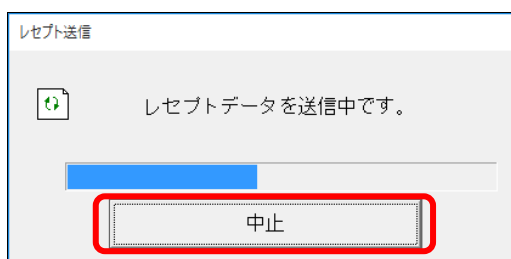 レセプト送信
レセプトデータを送信中です。
中止